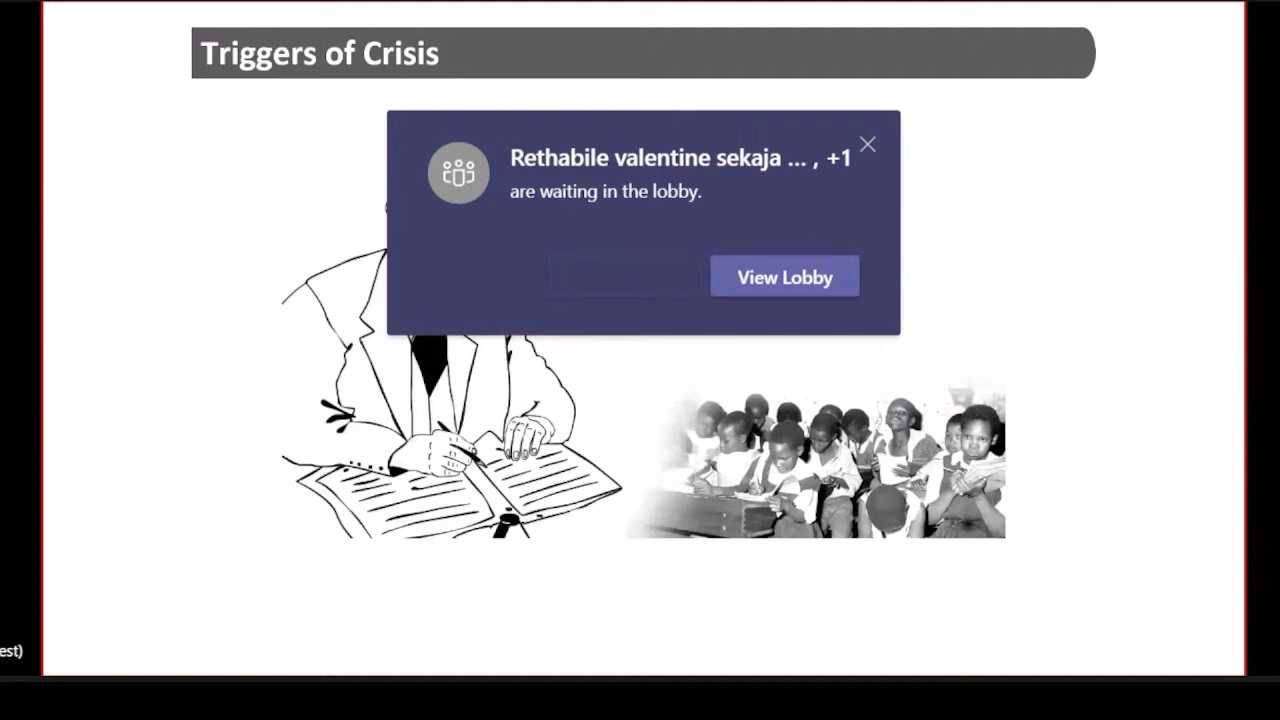 Triggers of Crisis
Rethabile valentine sekaja ... , +1
are waiting in the lobby.
View Lobby
est)